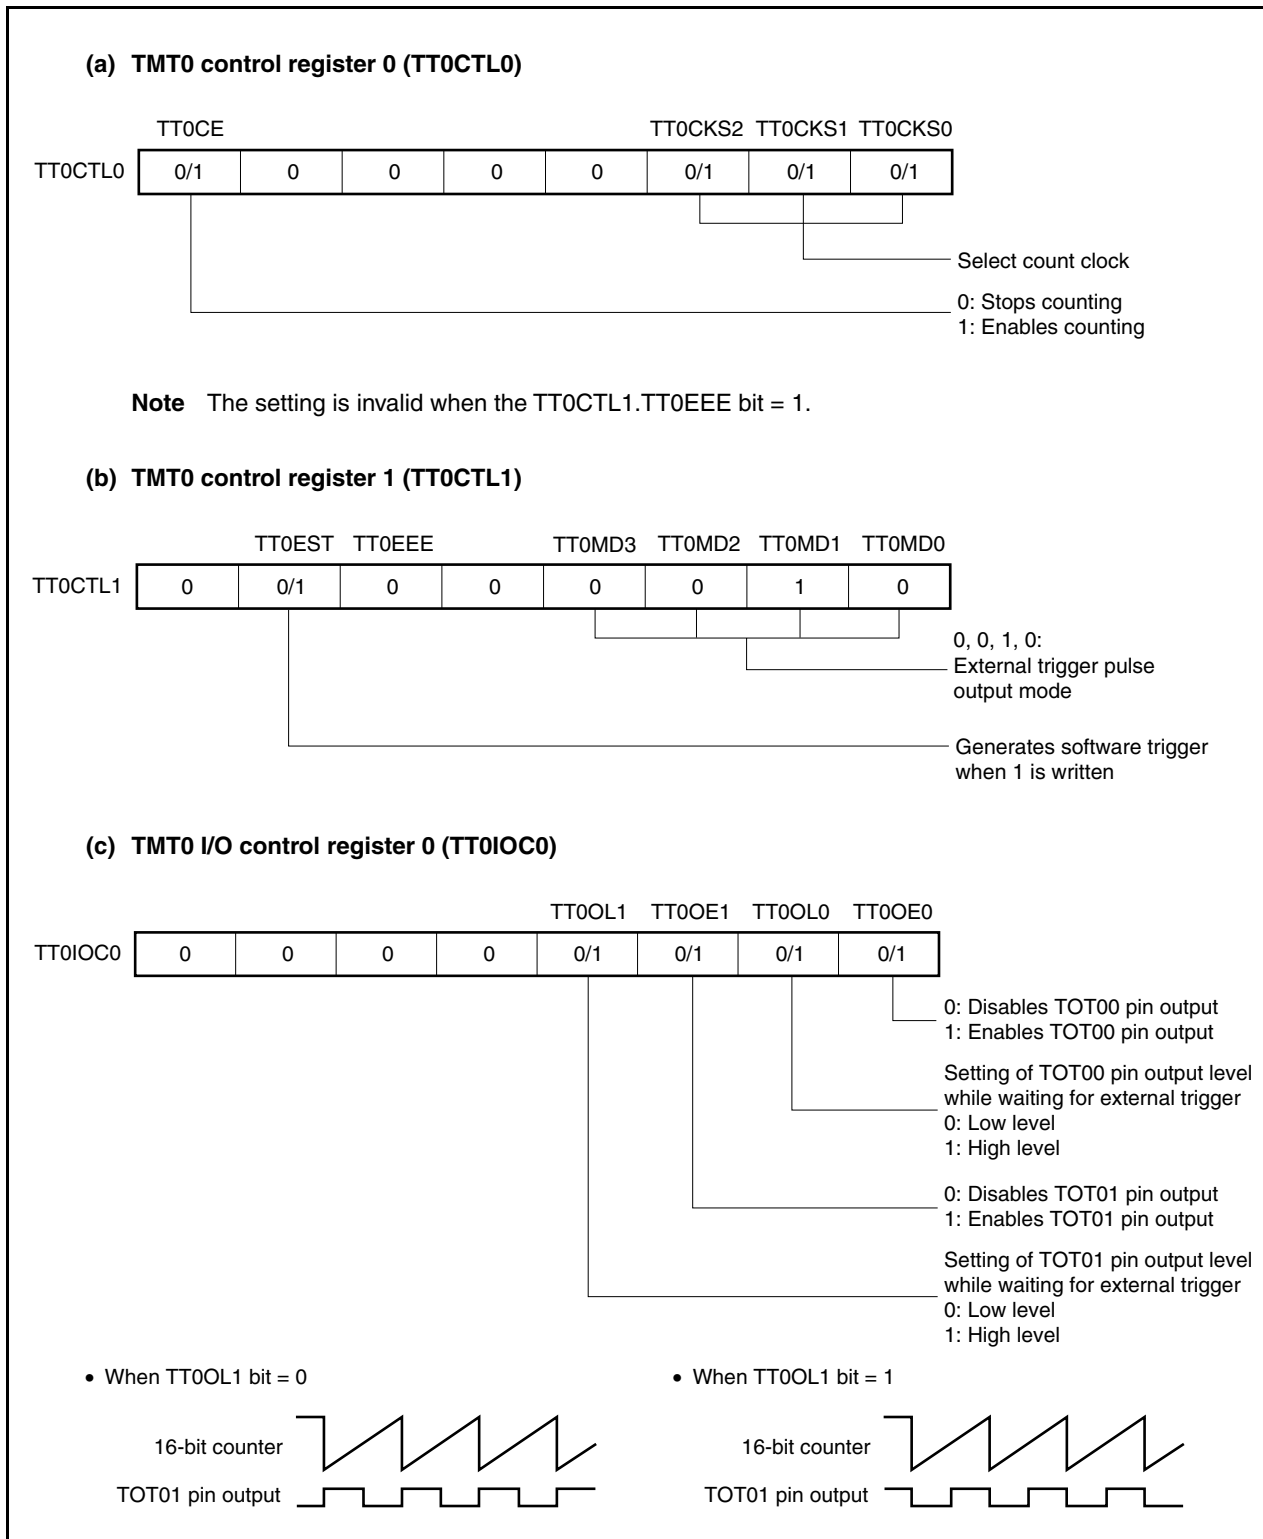 (a) TMT0 control register 0 (TT0CTL0)
TT0CE TT0CKS2 TT0CKS1 TT0CKS0
TT0CTL0 0/1 0 0 0 0 0/1 0/1 0/1
Select count clock
0: Stops counting
1: Enables counting
Note The setting is invalid when the TT0CTL1.TT0EEE bit = 1.
(b) TMT0 control register 1 (TT0CTL1)
TT0EST TT0EEE TT0MD3 TT0MD2 TT0MD1 TT0MD0
TT0CTL1 0 0/1 0 0 0 0 1 0
0, 0, 1, 0:
External trigger pulse
output mode
Generates software trigger
when 1 is written
(c) TMT0 I/O control register 0 (TT0IOC0)
TT0OL1 TT0OE1 TT0OL0 TT0OE0
TT0IOC0 0 0 0 0 0/1 0/1 0/1 0/1
0: Disables TOT00 pin output
1: Enables TOT00 pin output
Setting of TOT00 pin output level
while waiting for external trigger
0: Low level
1: High level
0: Disables TOT01 pin output
1: Enables TOT01 pin output
Setting of TOT01 pin output level
while waiting for external trigger
0: Low level
1: High level
• When TT0OL1 bit = 0
16-bit counter
TOT01 pin output
• When TT0OL1 bit = 1
16-bit counter
TOT01 pin output